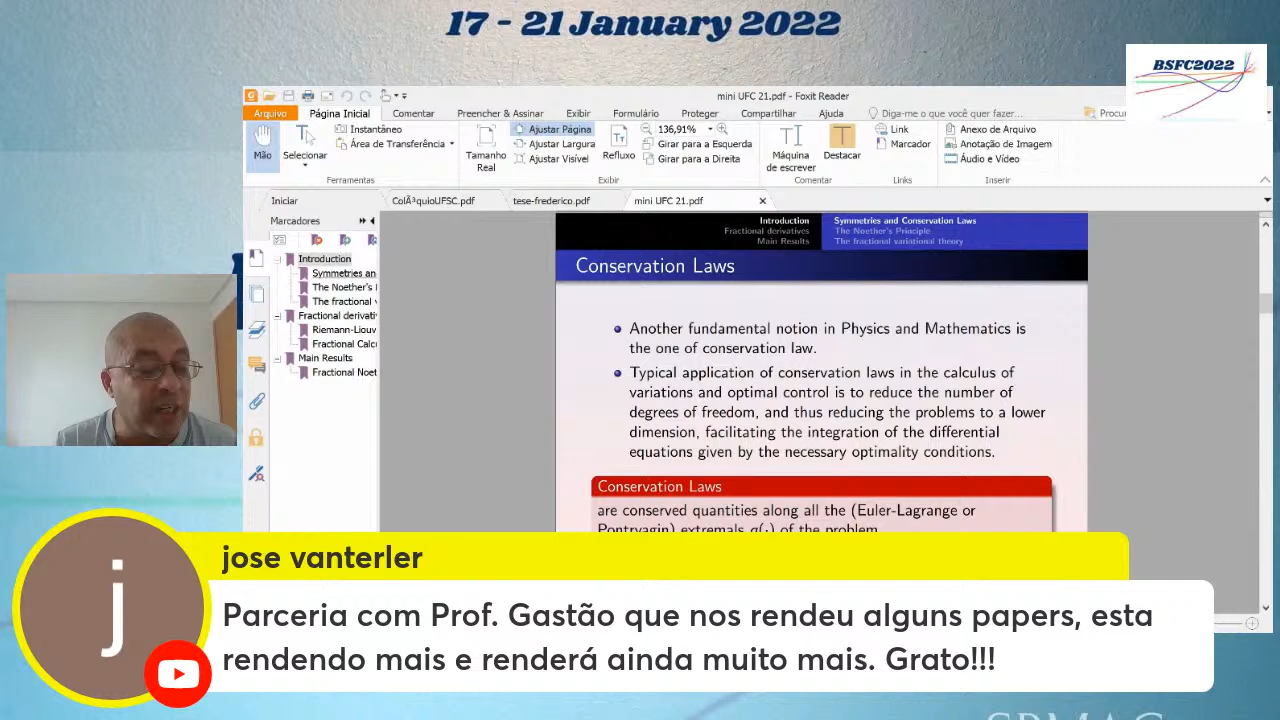 17 - 21 January 2022
BSFC2022
mini UFC 21.pdf - Foxit Reader
Arquivo
Página Inicial
Comentar
Preencher & Assinar
Exibir
Formulário
Proteger
Compartilhar
Ajuda
Diga-me o que você quer fazer...
Procur
Mão
Selecionar
Instantâneo
Área de Transferência
Tamanho
Real
Ajustar Página
Ajustar Largura
Ajustar Visível
Refluxo
136,91%
Girar para a Esquerda
Girar para a Direita
Máquina
de escrever
Destacar
Link
Marcador
Anexo de Arquivo
Anotação de Imagem
Áudio e Vídeo
Ferramentas
Exibir
Comentar
Links
Inserir
Iniciar
ColÃ³quioUFSC.pdf
tese-frederico.pdf
mini UFC 21.pdf
Marcadores
Introduction
Symmetries an
The Noether's
The fractional v
Fractional derivati
Riemann-Liouv
Fractional Calc
Main Results
Fractional Noet
Introduction
Fractional derivatives
Main Results
Symmetries and Conservation Laws
The Noether's Principle
The fractional variational theory
Conservation Laws
Another fundamental notion in Physics and Mathematics is
the one of conservation law.
Typical application of conservation laws in the calculus of
variations and optimal control is to reduce the number of
degrees of freedom, and thus reducing the problems to a lower
dimension, facilitating the integration of the differential
equations given by the necessary optimality conditions.
Conservation Laws
are conserved quantities along all the (Euler-Lagrange or
Pontryagin) extremals q(·) of the problem
j
jose vanterler
Parceria com Prof. Gastão que nos rendeu alguns papers, esta
rendendo mais e renderá ainda muito mais. Grato!!!